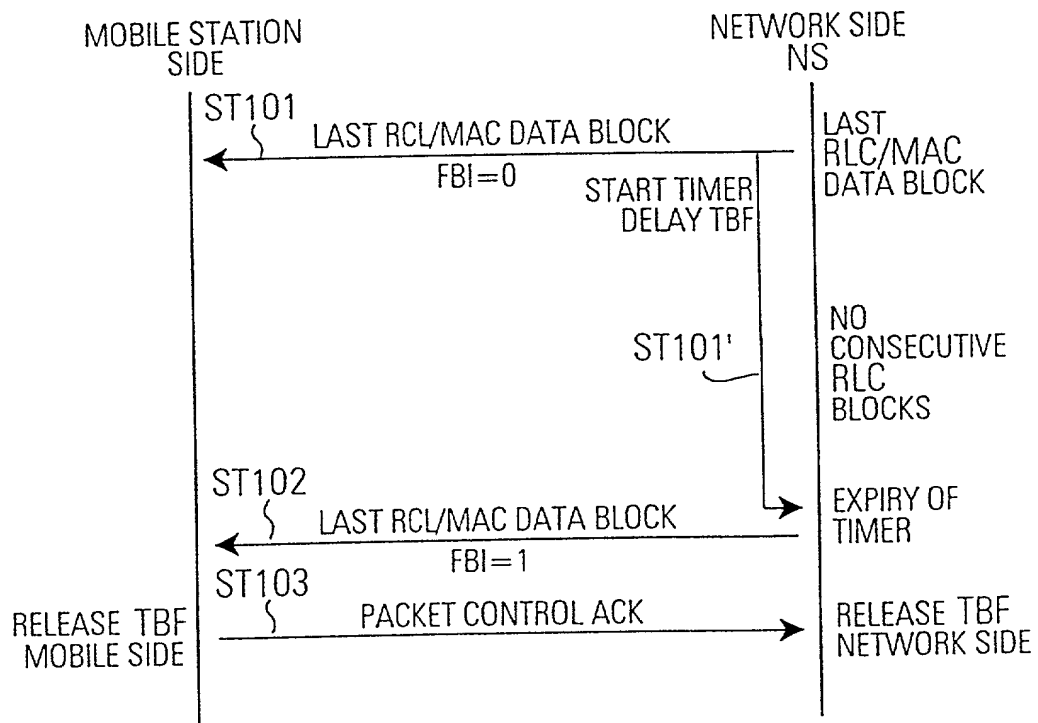 MOBILE STATION
SIDE
NETWORK SIDE
NS
ST101
LAST RCL/MAC DATA BLOCK
FBI=0
LAST
RLC/MAC
DATA BLOCK
START TIMER
DELAY TBF
ST101'
NO
CONSECUTIVE
RLC
BLOCKS
ST102
LAST RCL/MAC DATA BLOCK
FBI=1
EXPIRY OF
TIMER
ST103
PACKET CONTROL ACK
RELEASE TBF
MOBILE SIDE
RELEASE TBF
NETWORK SIDE